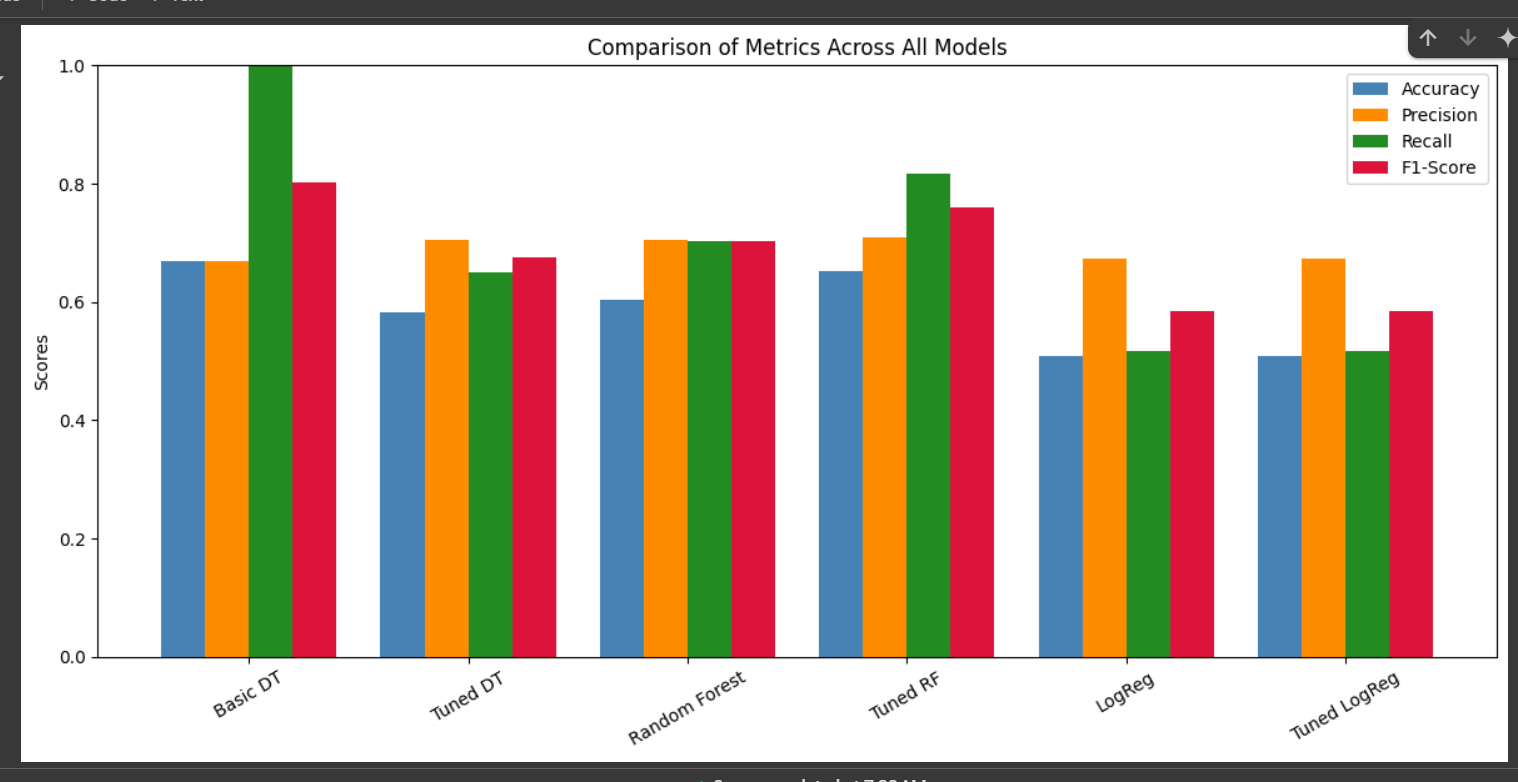 Comparison of Metrics Across All Models
1.0
0.8
0.6
0.4
0.2
0.0
Scores
Accuracy
Precision
Recall
F1-Score
Basic DT
Tuned DT
Random Forest
Tuned RF
LogReg
Tuned LogReg